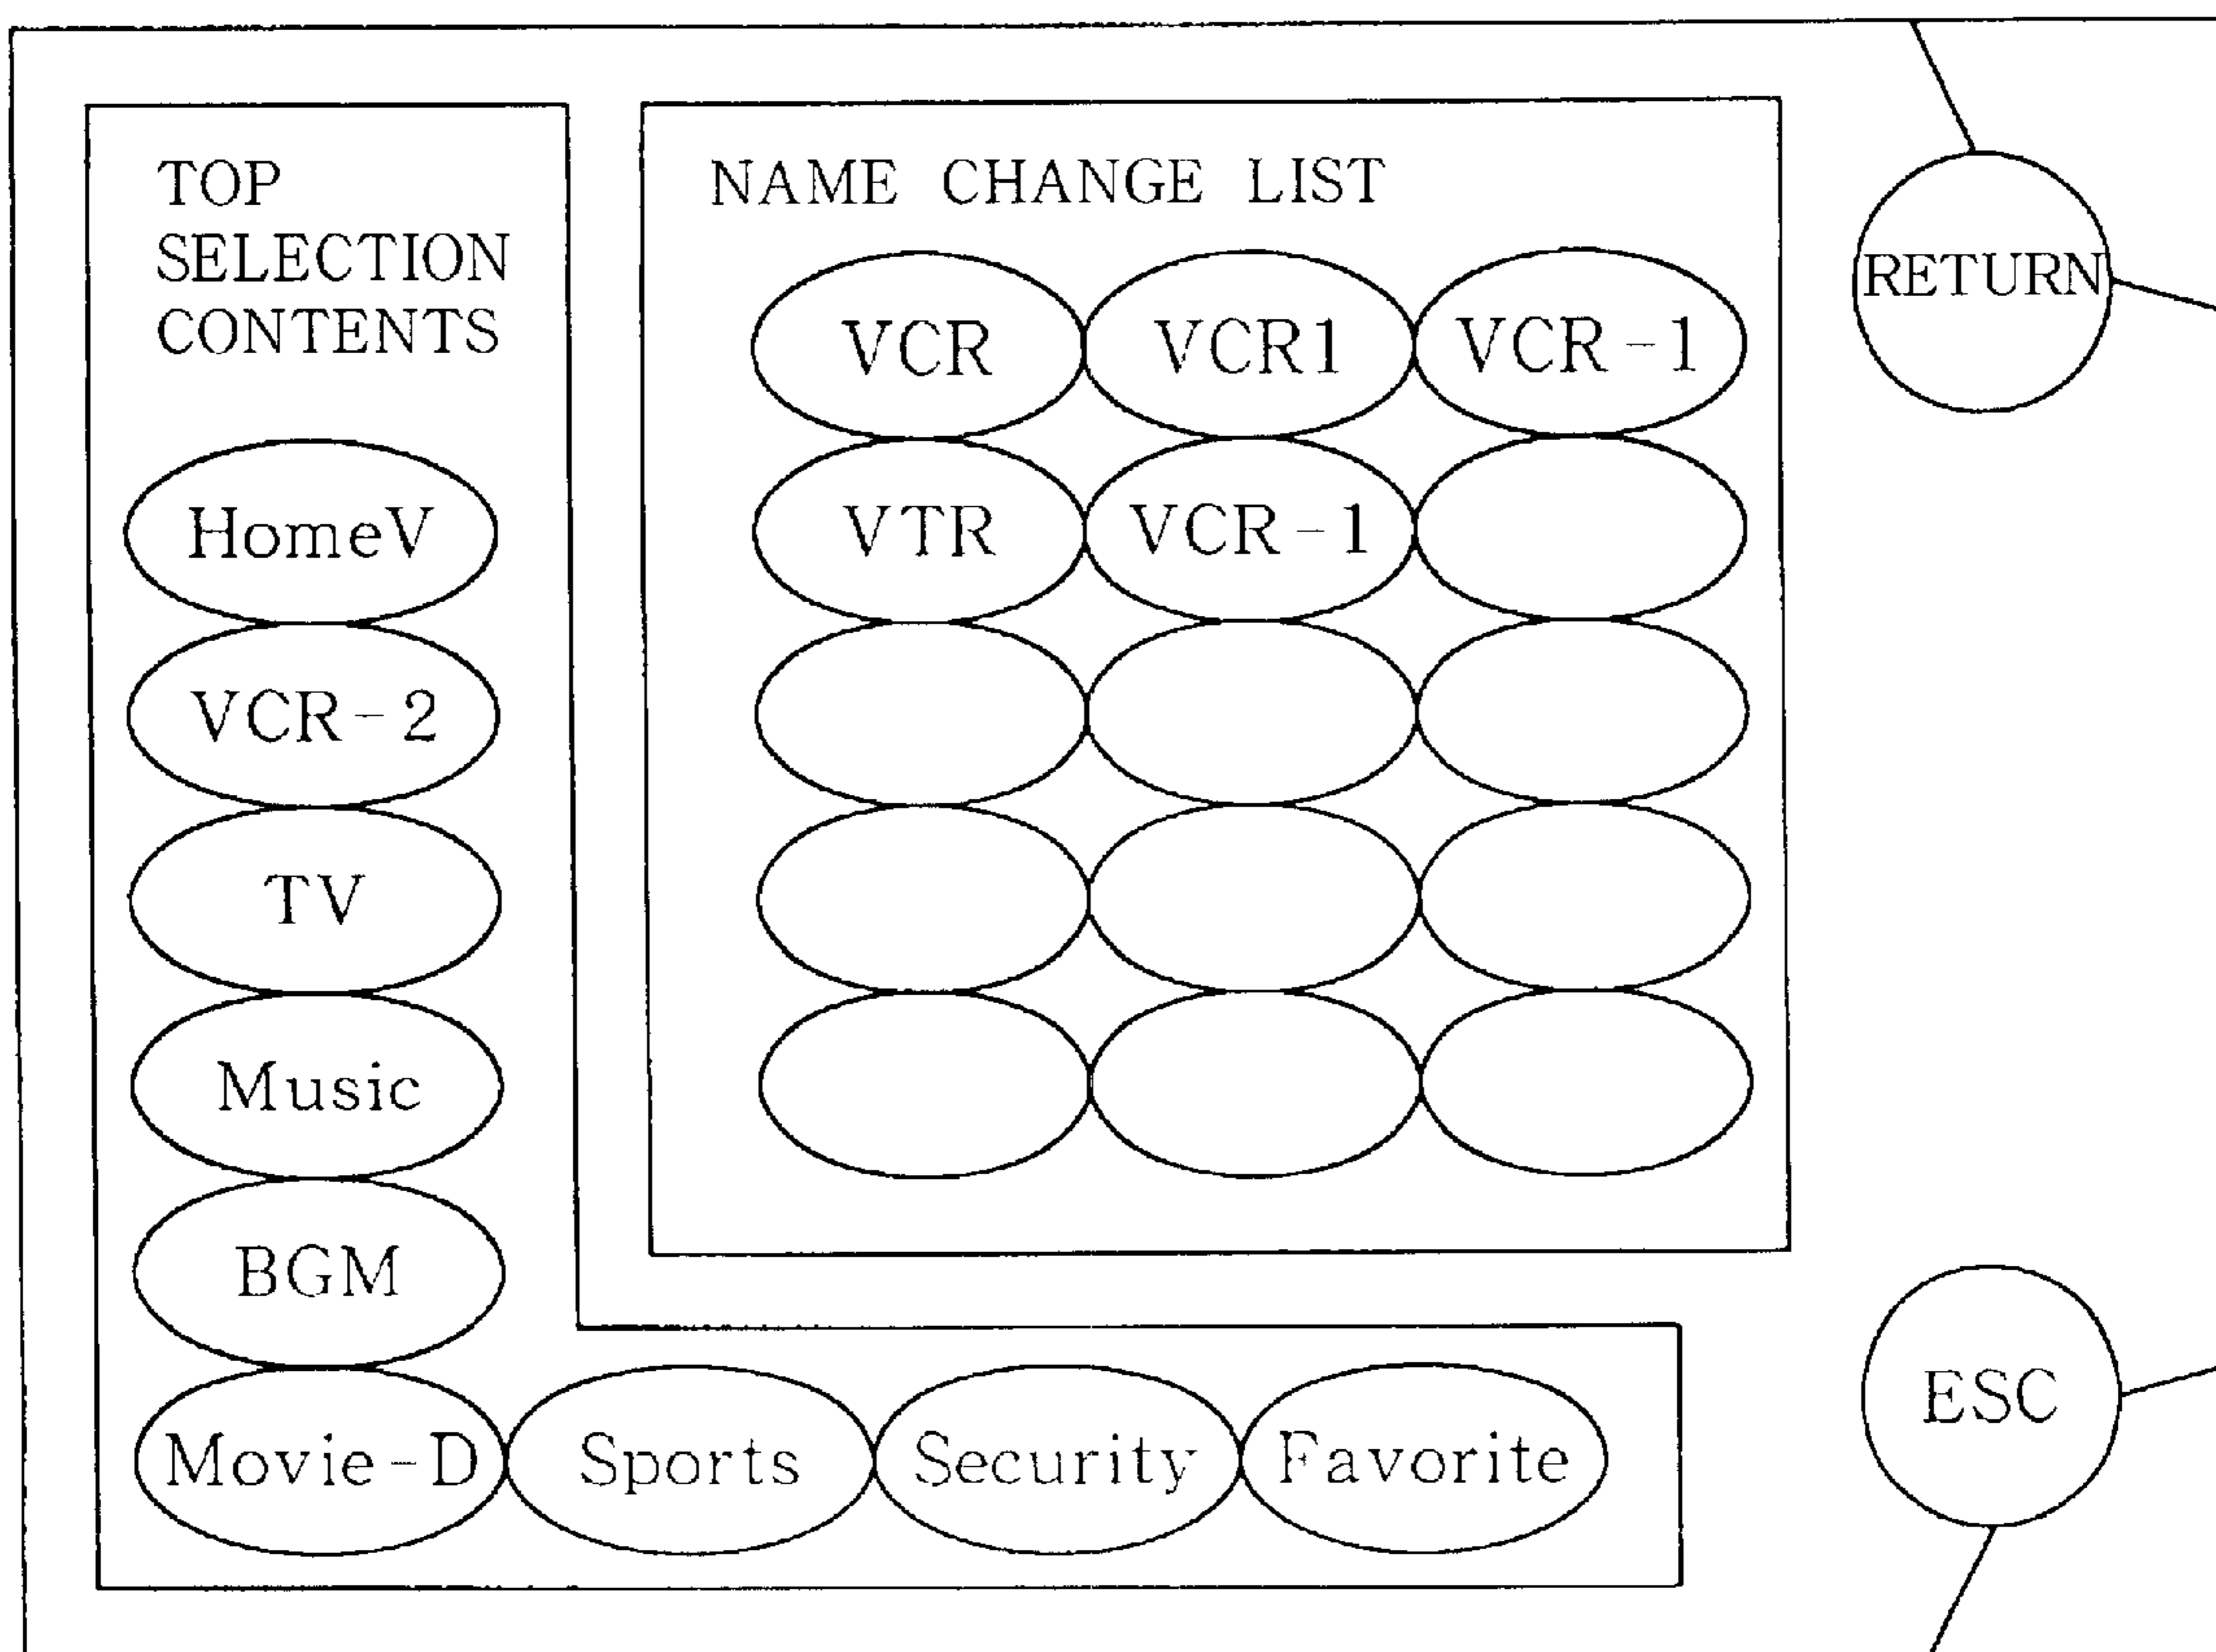 TOP
SELECTION
CONTENTS
HomeV
VCR-2
TV
Music
BGM
Movie-D Sports Security Favorite
NAME CHANGE LIST
VCR VCR1 VCR-1
VTR VCR-1
RETURN
ESC